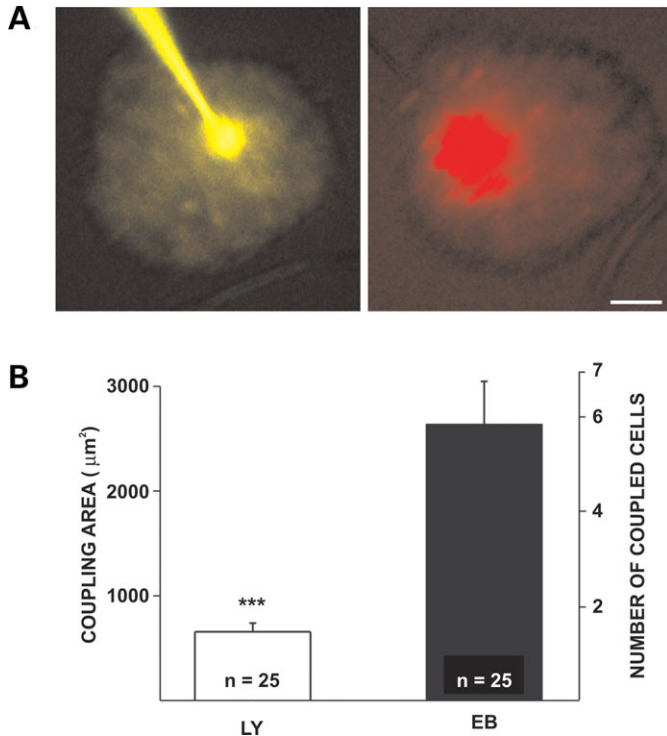 A
B
COUPLING AREA ( μm²)
3000
2000
1000
***
n = 25
n = 25
LY
EB
7
6
4
2
NUMBER OF COUPLED CELLS